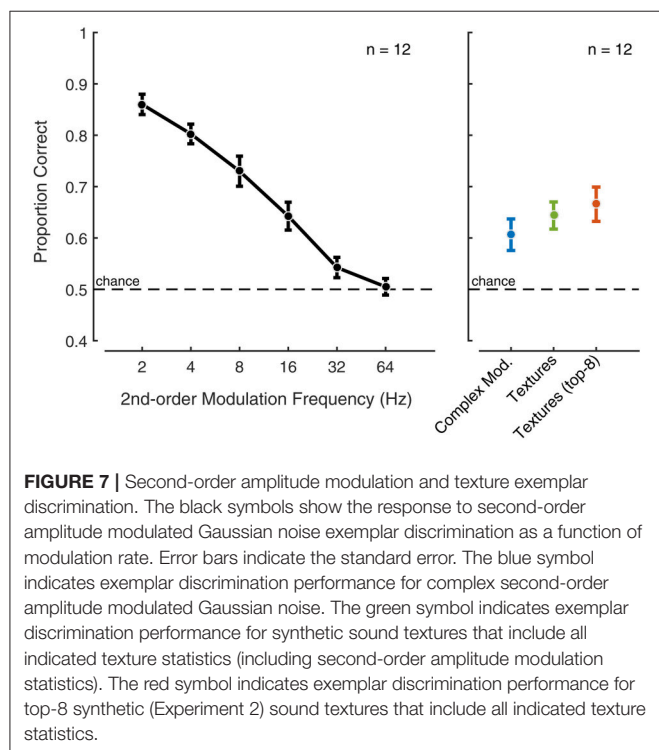 n = 12
n = 12
1
0.9
0.8
0.7
0.6
0.5
0.4
Proportion Correct
chance
chance
2 4 8 16 32 64
2nd-order Modulation Frequency (Hz)
Complex Mod.
Textures
Textures (top-8)
FIGURE 7 | Second-order amplitude modulation and texture exemplar
discrimination. The black symbols show the response to second-order
amplitude modulated Gaussian noise exemplar discrimination as a function of
modulation rate. Error bars indicate the standard error. The blue symbol
indicates exemplar discrimination performance for complex second-order
amplitude modulated Gaussian noise. The green symbol indicates exemplar
discrimination performance for synthetic sound textures that include all
indicated texture statistics (including second-order amplitude modulation
statistics). The red symbol indicates exemplar discrimination performance for
top-8 synthetic (Experiment 2) sound textures that include all indicated texture
statistics.